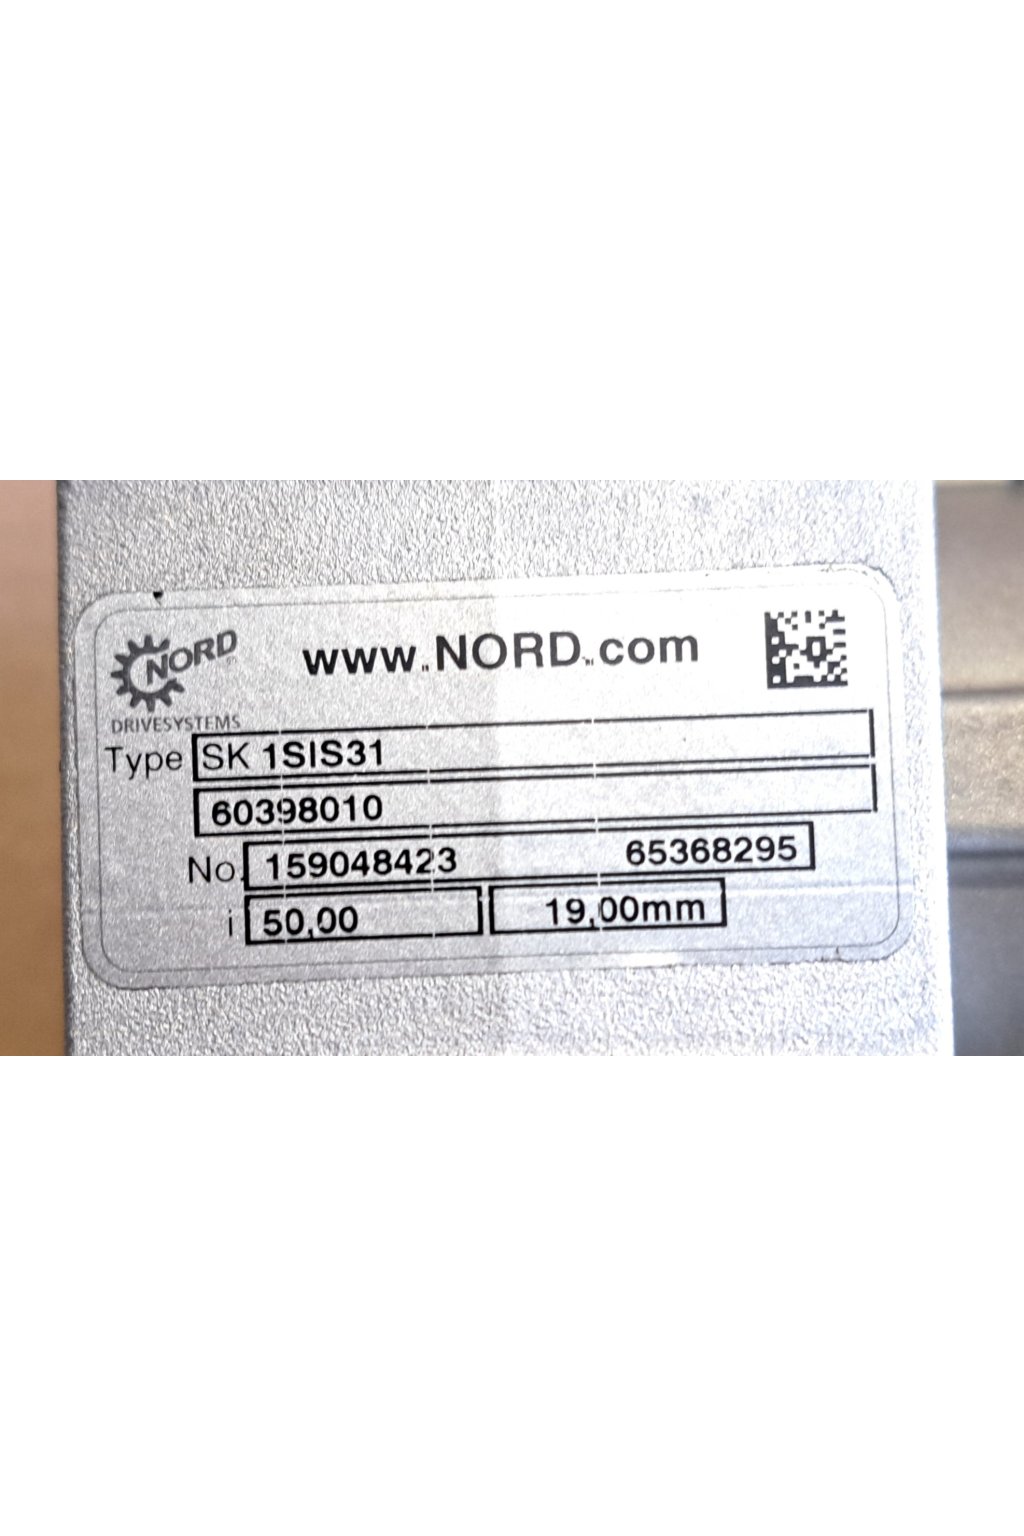 NORD
DRIVESYSTEMS
www.NORD.com
Type SK 1SIS31
60398010
No. 159048423 65368295
i 50,00 19,00mm